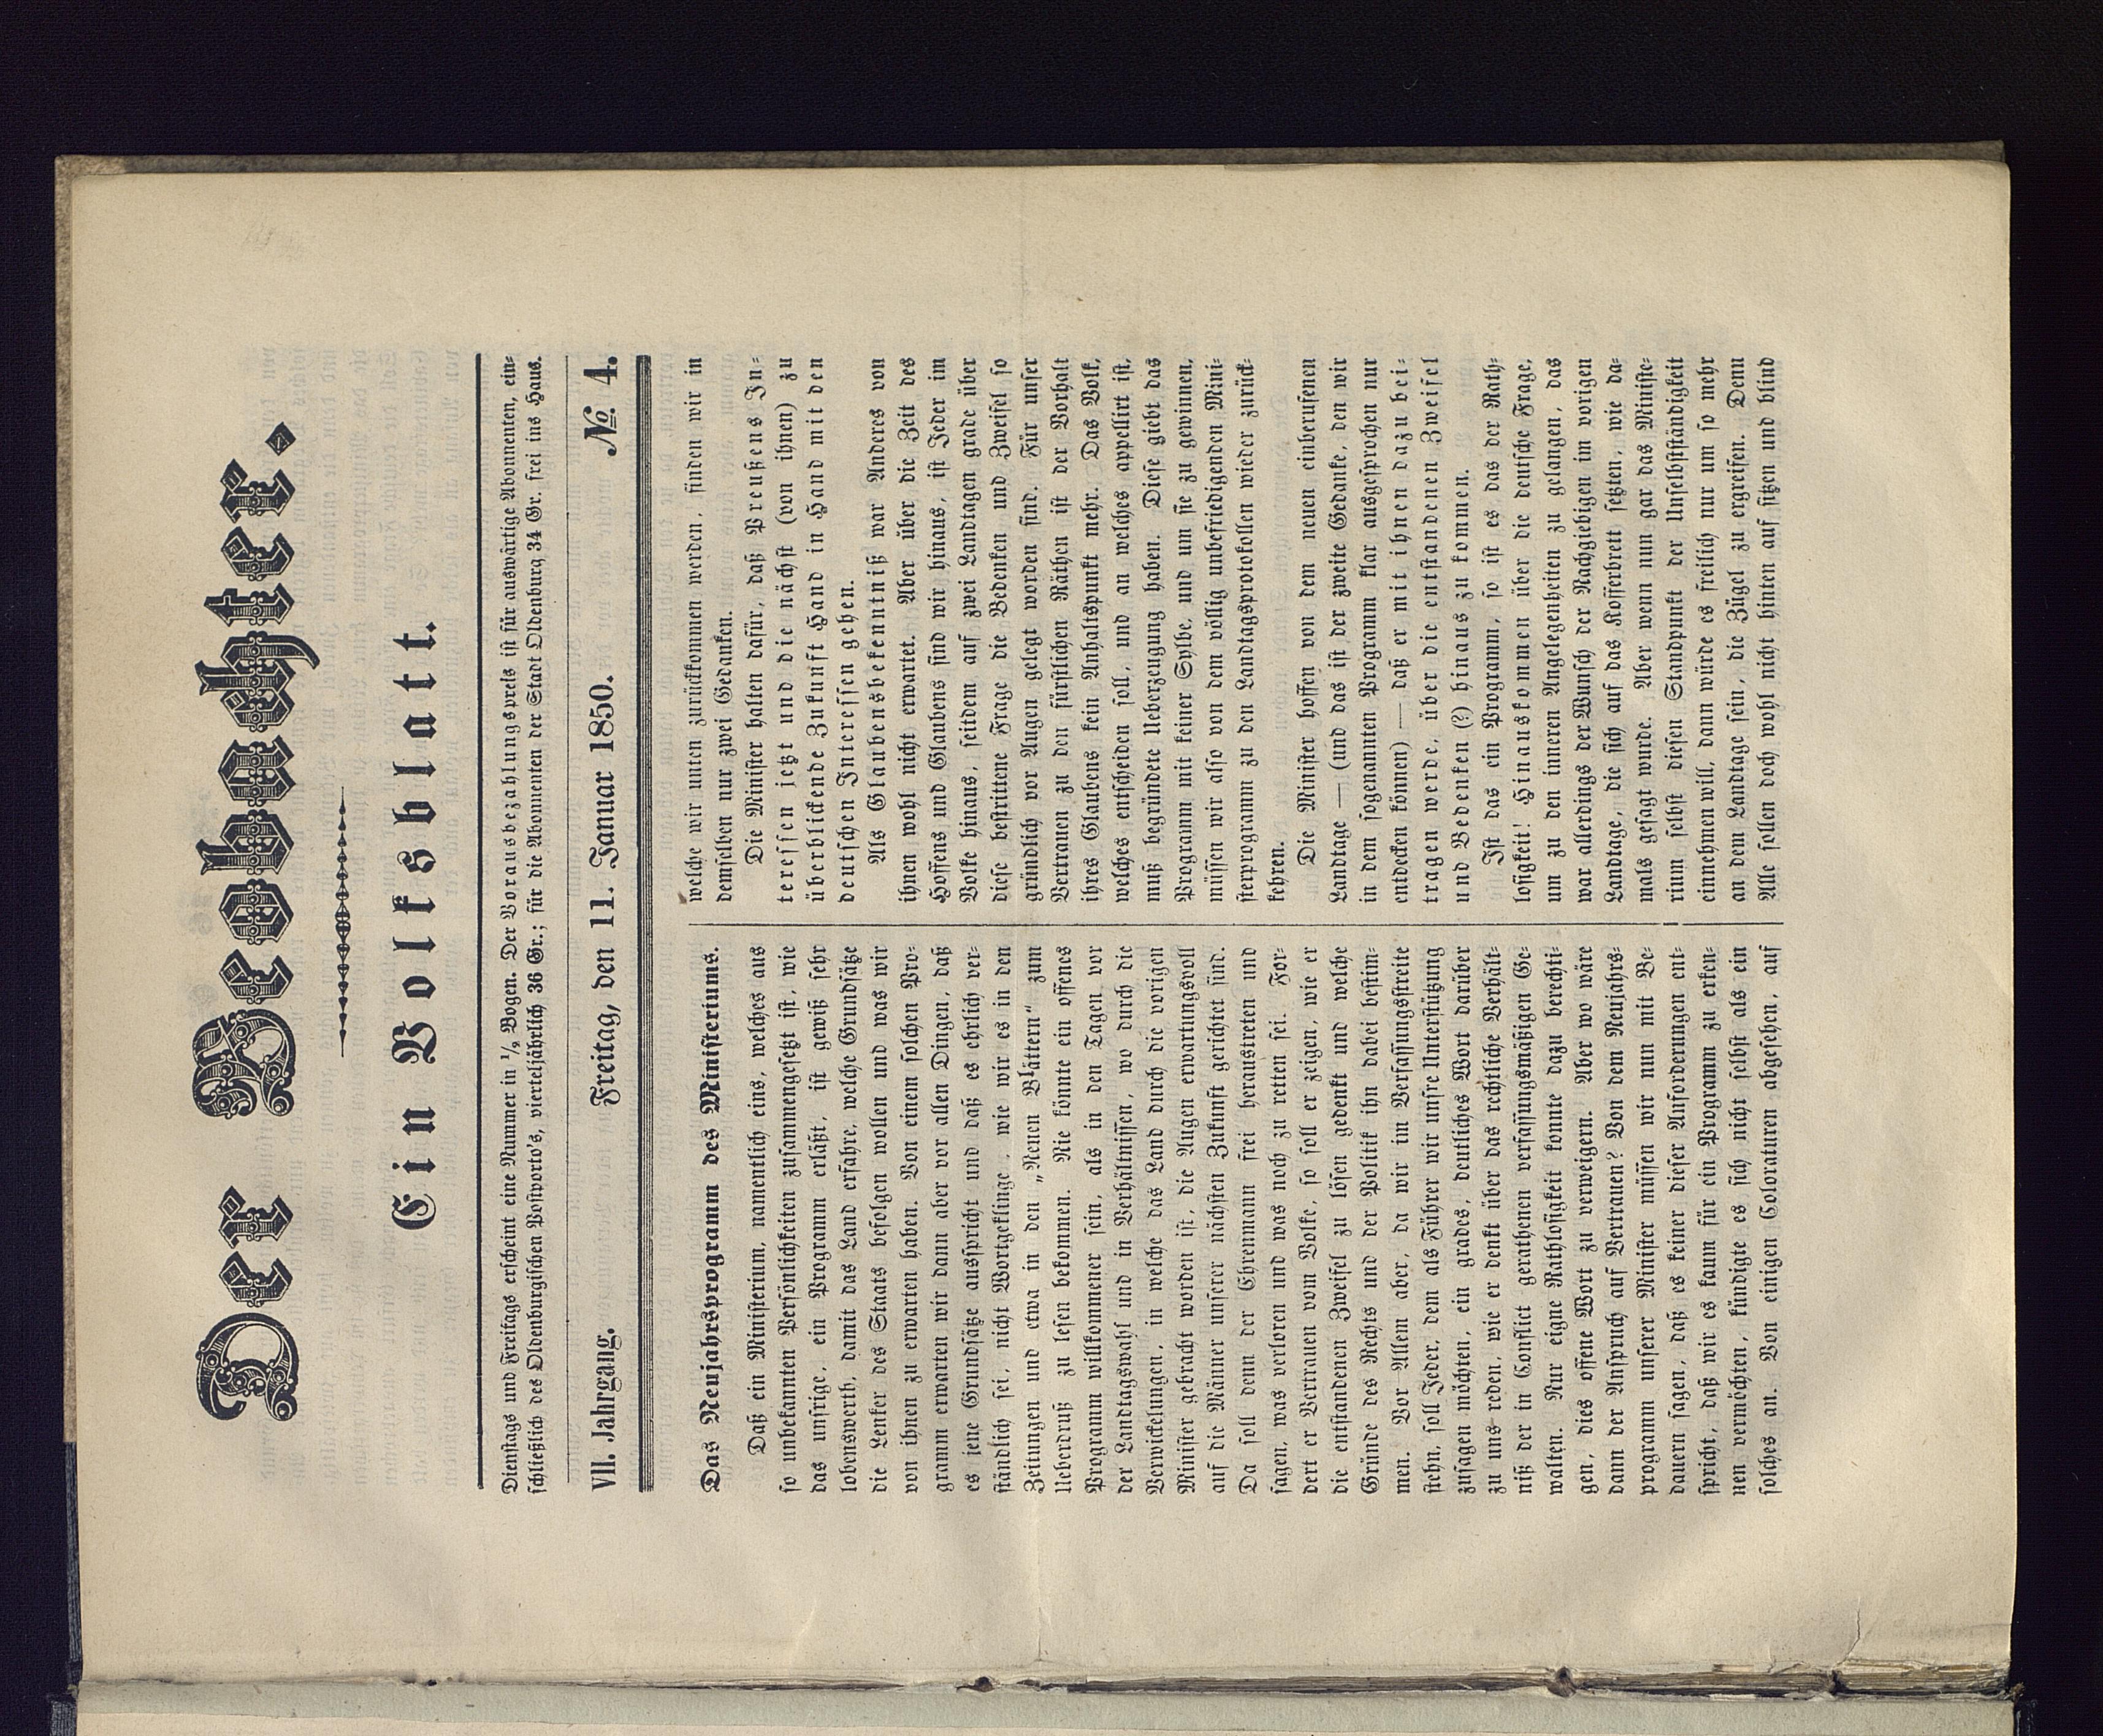 Der Beobachter.
Ein Volksblatt.
Dienstags und Freitags erscheint eine Nummer in ½ Bogen. Der Vorausbezahlungspreis ist für auswärtige Abonnenten, ein-
schließlich des Oldenburgischen Postporto's, vierteljährlich 36 Gr.; für die Abonnenten der Stadt Oldenburg 34 Gr. frei ins Haus.
VII. Jahrgang. Freitag, den 11. Januar 1850. № 4.
Das Neujahrsprogramm des Ministeriums.
Daß ein Ministerium, namentlich eins, welches aus
so unbekannten Persönlichkeiten zusammengesetzt ist, wie
das unsrige, ein Programm erläßt, ist gewiß sehr
lobenswerth, damit das Land erfahre, welche Grundsätze
die Lenker des Staats befolgen wollen und was wir
von ihnen zu erwarten haben. Von einem solchen Pro-
gramm erwarten wir dann aber vor allen Dingen, daß
es jene Grundsätze ausspricht und daß es ehrlich ver-
ständlich sei, nicht Wortgeklinge, wie wir es in den
Zeitungen und etwa in den „Neuen Blättern“ zum
Ueberdruß zu lesen bekommen. Nie könnte ein offenes
Programm willkommener sein, als in den Tagen vor
der Landtagswahl und in Verhältnissen, wo durch die
Verwickelungen, in welche das Land durch die vorigen
Minister gebracht worden ist, die Augen erwartungsvoll
auf die Männer unserer nächsten Zukunft gerichtet sind.
Da soll denn der Ehrenmann frei heraustreten und
sagen, was verloren und was noch zu retten sei. For-
dert er Vertrauen vom Volke, so soll er zeigen, wie er
die entstandenen Zweifel zu lösen gedenkt und welche
Gründe des Rechts und der Politik ihn dabei bestim-
men. Vor Allem aber, da wir im Verfassungsstreite
stehn, soll Jeder, dem als Führer wir unsre Unterstützung
zusagen möchten, ein grades, deutliches Wort darüber
zu uns reden, wie er denkt über das rechtliche Verhält-
niß der in Conflict gerathenen verfassungsmäßigen Ge-
walten. Nur eigne Rathlosigkeit konnte dazu berechti-
gen, dies offene Wort zu verweigern. Aber wo wäre
dann der Anspruch auf Vertrauen? Von dem Neujahrs-
programm unserer Minister müssen wir nun mit Be-
dauern sagen, daß es keiner dieser Anforderungen ent-
spricht, daß wir es kaum für ein Programm zu erken-
nen vermöchten, kündigte es sich nicht selbst als ein
solches an. Von einigen Coloraturen abgesehen, auf
welche wir unten zurückkommen werden, finden wir in
demselben nur zwei Gedanken.
Die Minister halten dafür, daß Preußens In-
teressen jetzt und die nächst (von ihnen) zu
überblickende Zukunft Hand in Hand mit den
deutschen Interessen gehen.
Als Glaubensbekenntniß war Anderes von
ihnen wohl nicht erwartet. Aber über die Zeit des
Hoffens und Glaubens sind wir hinaus, ist Jeder im
Volke hinaus, seitdem auf zwei Landtagen grade über
diese bestrittene Frage die Bedenken und Zweifel so
gründlich vor Augen gelegt worden sind. Für unser
Vertrauen zu den fürstlichen Räthen ist der Vorhalt
ihres Glaubens kein Anhaltspunkt mehr. Das Volk,
welches entscheiden soll, und an welches appellirt ist,
muß begründete Ueberzeugung haben. Diese giebt das
Programm mit keiner Sylbe, und um sie zu gewinnen,
müssen wir also von dem völlig unbefriedigenden Mini-
sterprogramm zu den Landtagsprotokollen wieder zurück-
kehren.
Die Minister hoffen von dem neuen einberufenen
Landtage — (und das ist der zweite Gedanke, den wir
in dem sogenannten Programm klar ausgesprochen nur
entdecken können) — daß er mit ihnen dazu bei-
tragen werde, über die entstandenen Zweifel
und Bedenken (?) hinaus zu kommen.
Ist das ein Programm, so ist es das der Rath-
losigkeit! Hinauskommen über die deutsche Frage,
um zu den inneren Angelegenheiten zu gelangen, das
war allerdings der Wunsch der Nachgiebigen im vorigen
Landtage, die sich auf das Kofferbrett setzten, wie da-
mals gesagt wurde. Aber wenn nun gar das Ministe-
rium selbst diesen Standpunkt der Unselbstständigkeit
einnehmen will, dann würde es freilich nur um so mehr
an dem Landtage sein, die Zügel zu ergreifen. Denn
Alle sollen doch wohl nicht hinten auf sitzen und blind